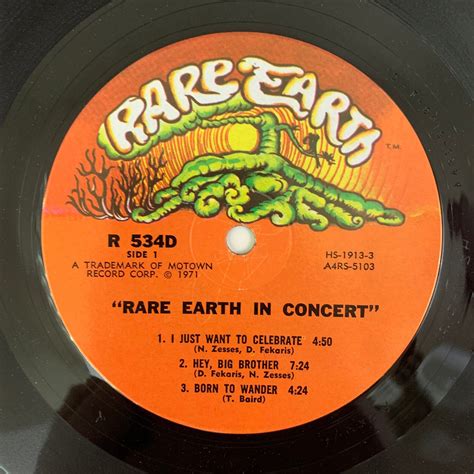 RARE EARTH
T.M.
R 534D
SIDE 1
A TRADEMARK OF MOTOWN
RECORD CORP. © 1971
HS-1913-3
A4RS-5103
"RARE EARTH IN CONCERT"
1. I JUST WANT TO CELEBRATE 4:50
(N. Zesses, D. Fekaris)
2. HEY, BIG BROTHER 7:24
(D. Fekaris, N. Zesses)
3. BORN TO WANDER 4:24
(T. Baird)